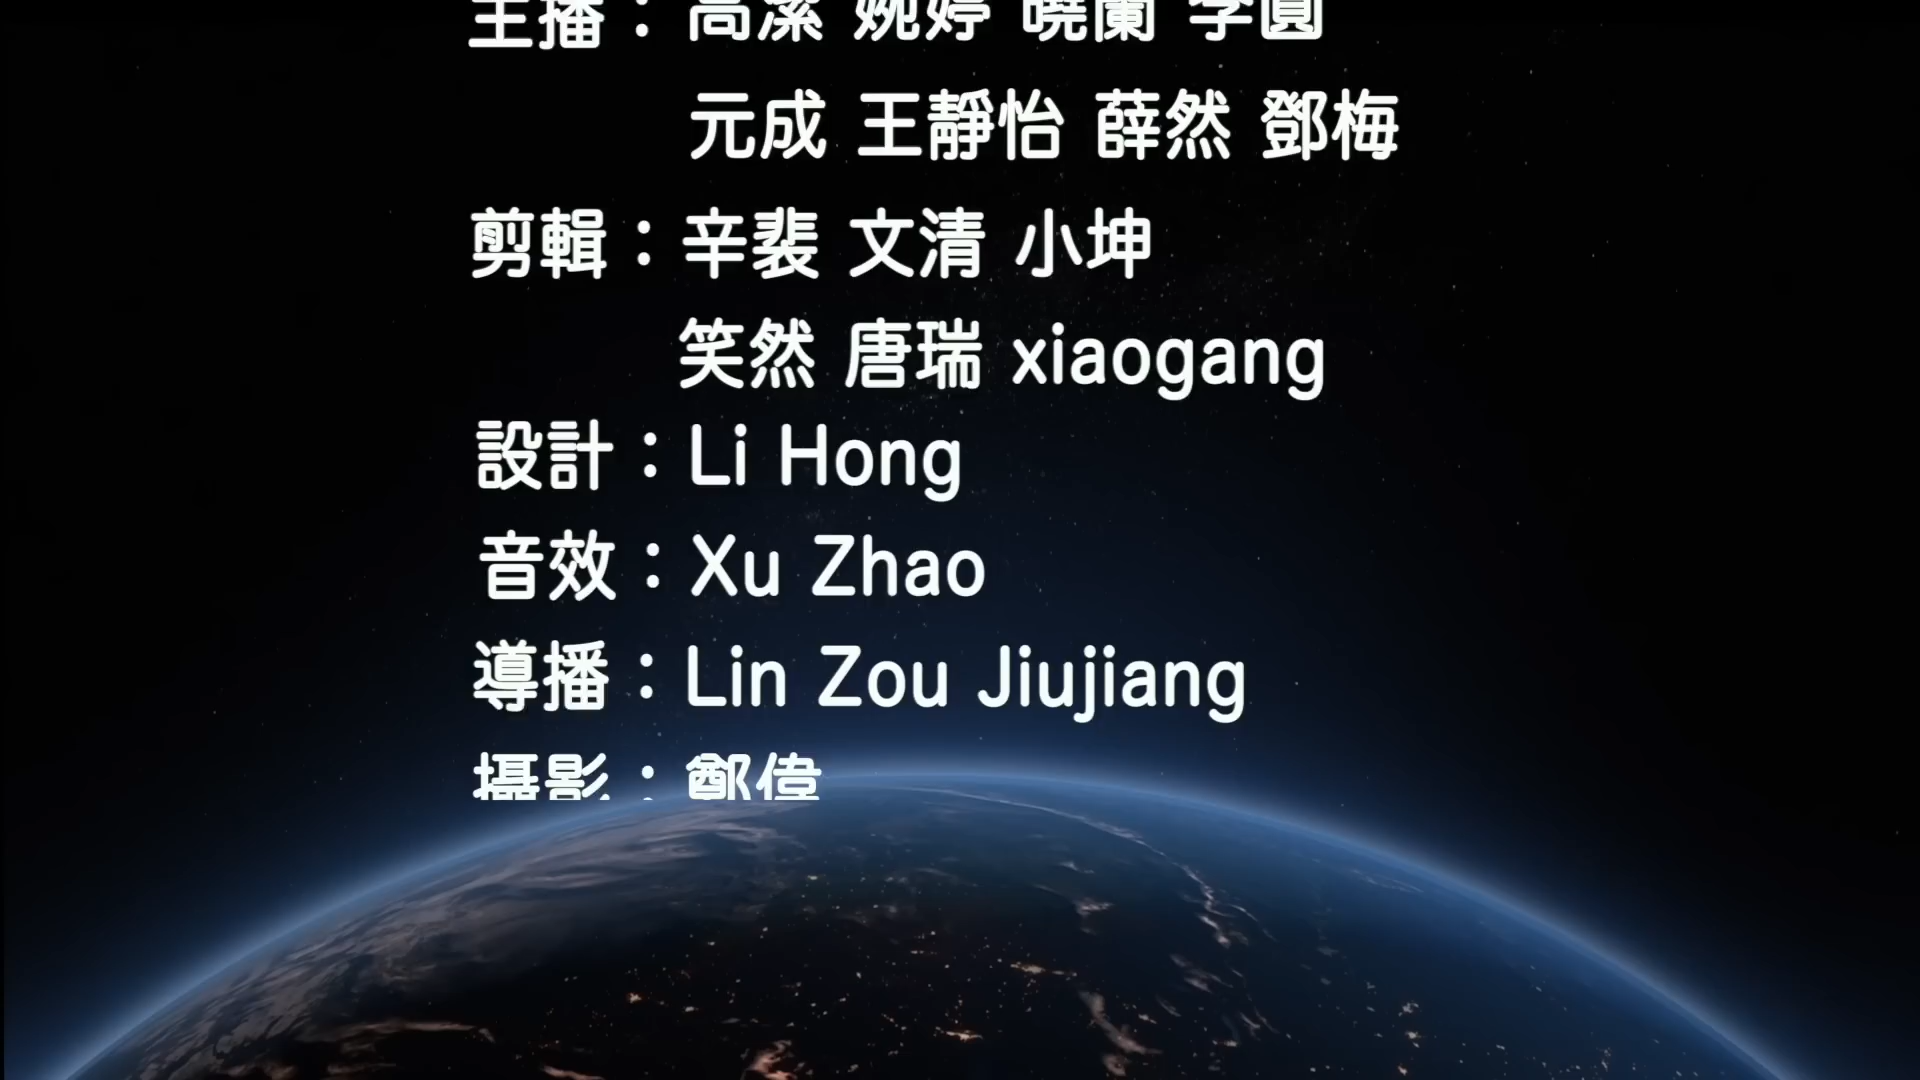 主播：高潔 婉婷 曉蘭 李圓
元成 王靜怡 薛然 鄧梅
剪輯：辛裴 文清 小坤
笑然 唐瑞 xiaogang
設計：Li Hong
音效：Xu Zhao
導播：Lin Zou Jiujiang
攝影：鄭偉